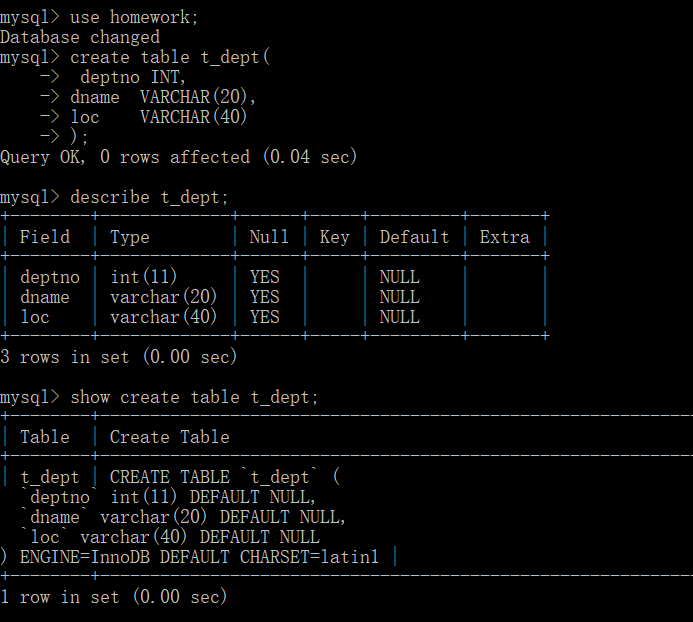 mysql> use homework;
Database changed
mysql> create table t_dept(
    ->  deptno INT,
    -> dname  VARCHAR(20),
    -> loc    VARCHAR(40)
    -> );
Query OK, 0 rows affected (0.04 sec)

mysql> describe t_dept;
+--------+-------------+------+-----+---------+-------+
| Field  | Type        | Null | Key | Default | Extra |
+--------+-------------+------+-----+---------+-------+
| deptno | int(11)     | YES  |     | NULL    |       |
| dname  | varchar(20) | YES  |     | NULL    |       |
| loc    | varchar(40) | YES  |     | NULL    |       |
+--------+-------------+------+-----+---------+-------+
3 rows in set (0.00 sec)

mysql> show create table t_dept;
+--------+------------------------------------------------------------
| Table  | Create Table
+--------+------------------------------------------------------------
| t_dept | CREATE TABLE `t_dept` (
  `deptno` int(11) DEFAULT NULL,
  `dname` varchar(20) DEFAULT NULL,
  `loc` varchar(40) DEFAULT NULL
) ENGINE=InnoDB DEFAULT CHARSET=latin1 |
+--------+------------------------------------------------------------
1 row in set (0.00 sec)